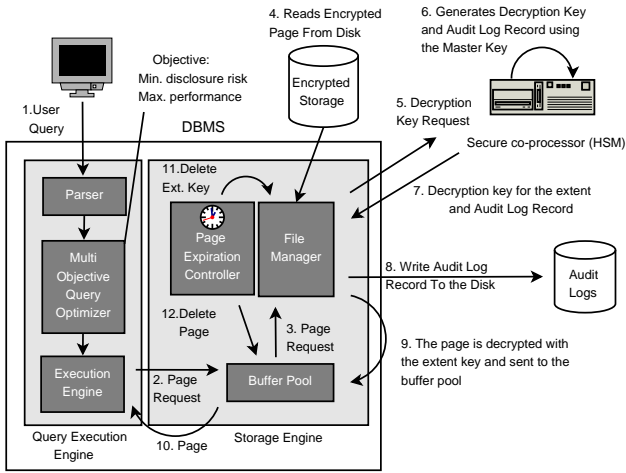 4. Reads Encrypted
Page From Disk
6. Generates Decryption Key
and Audit Log Record using
the Master Key
Objective:
Min. disclosure risk
Max. performance
1.User
Query
Encrypted
Storage
5. Decryption
Key Request
DBMS
Secure co-processor (HSM)
11.Delete
Ext. Key
Parser
7. Decryption key for the extent
and Audit Log Record
Page
Expiration
Controller
File
Manager
Multi
Objective
Query
Optimizer
8. Write Audit Log
Record To the Disk
Audit
Logs
12.Delete
Page
3. Page
Request
9. The page is decrypted with
the extent key and sent to the
buffer pool
Execution
Engine
2. Page
Request
Buffer Pool
10. Page
Query Execution
Engine
Storage Engine